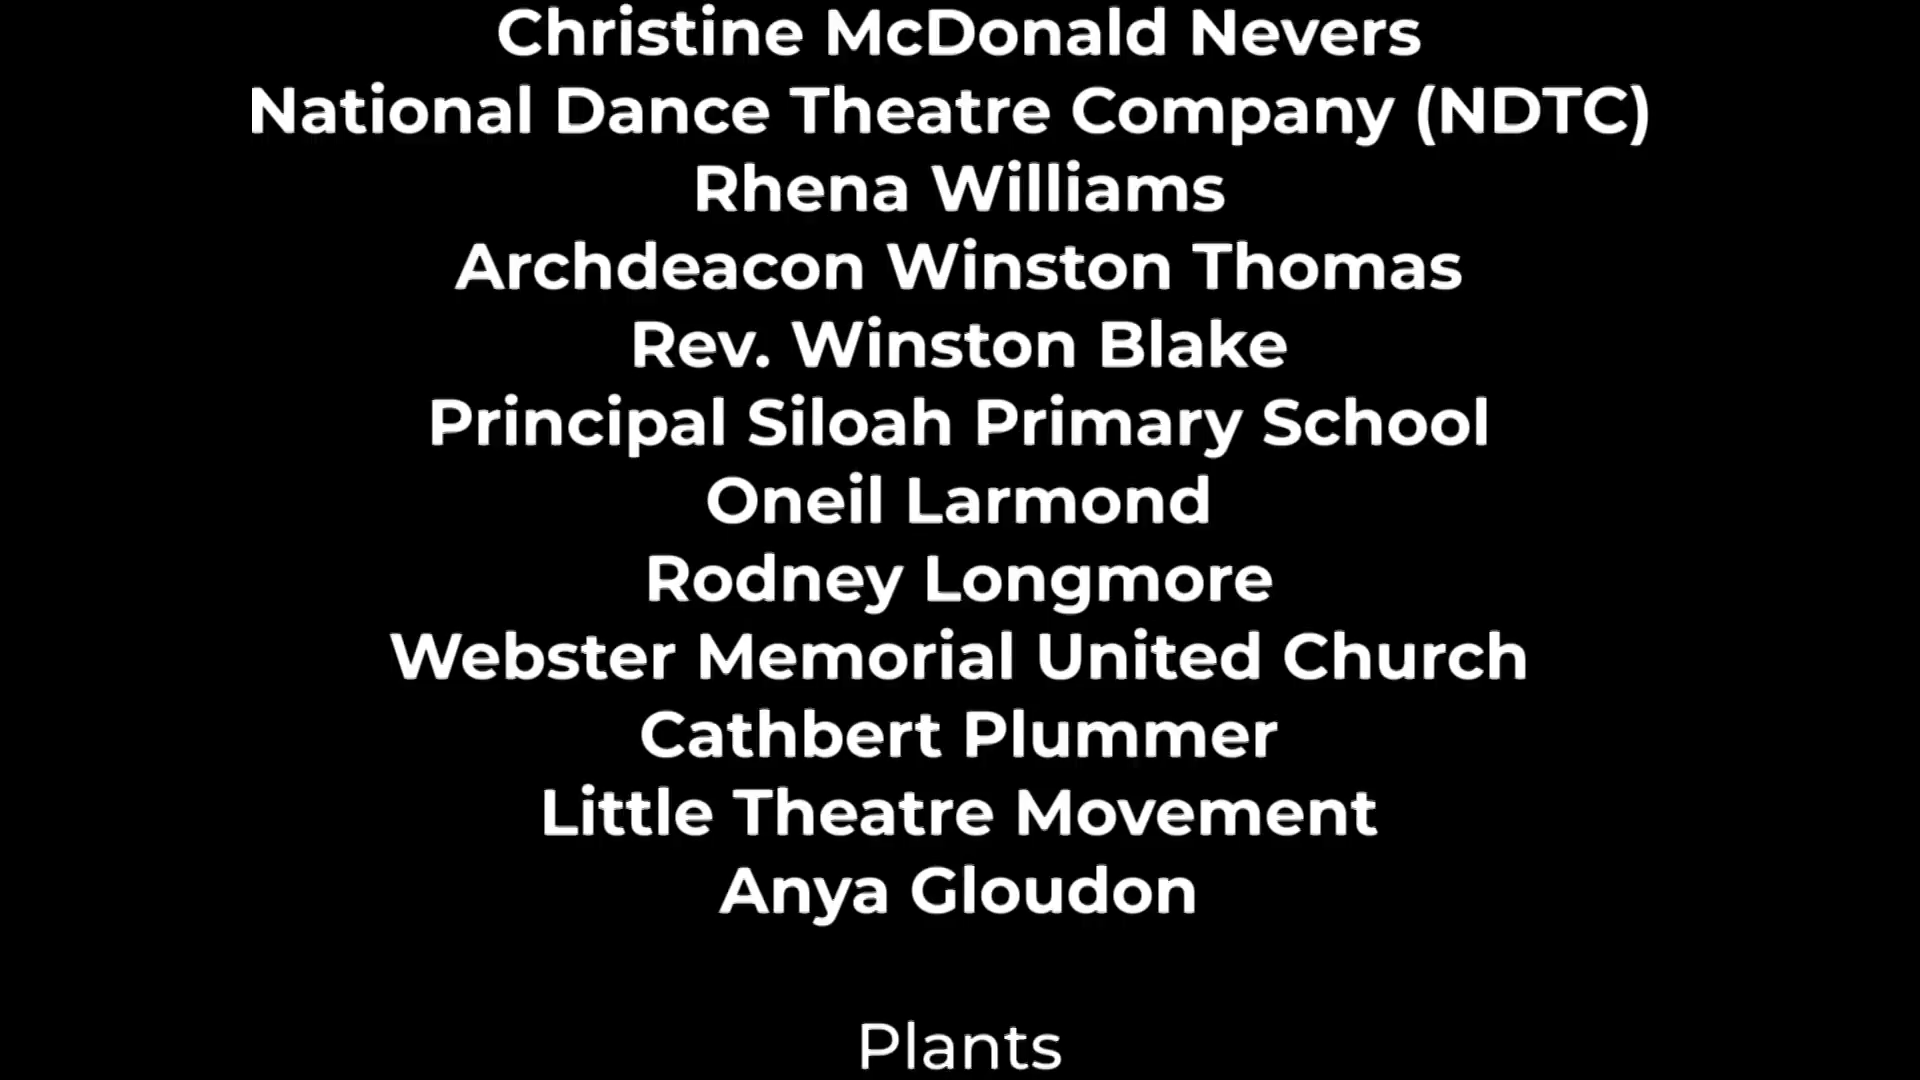 Christine McDonald Nevers
National Dance Theatre Company (NDTC)
Rhena Williams
Archdeacon Winston Thomas
Rev. Winston Blake
Principal Siloah Primary School
Oneil Larmond
Rodney Longmore
Webster Memorial United Church
Cathbert Plummer
Little Theatre Movement
Anya Gloudon
Plants